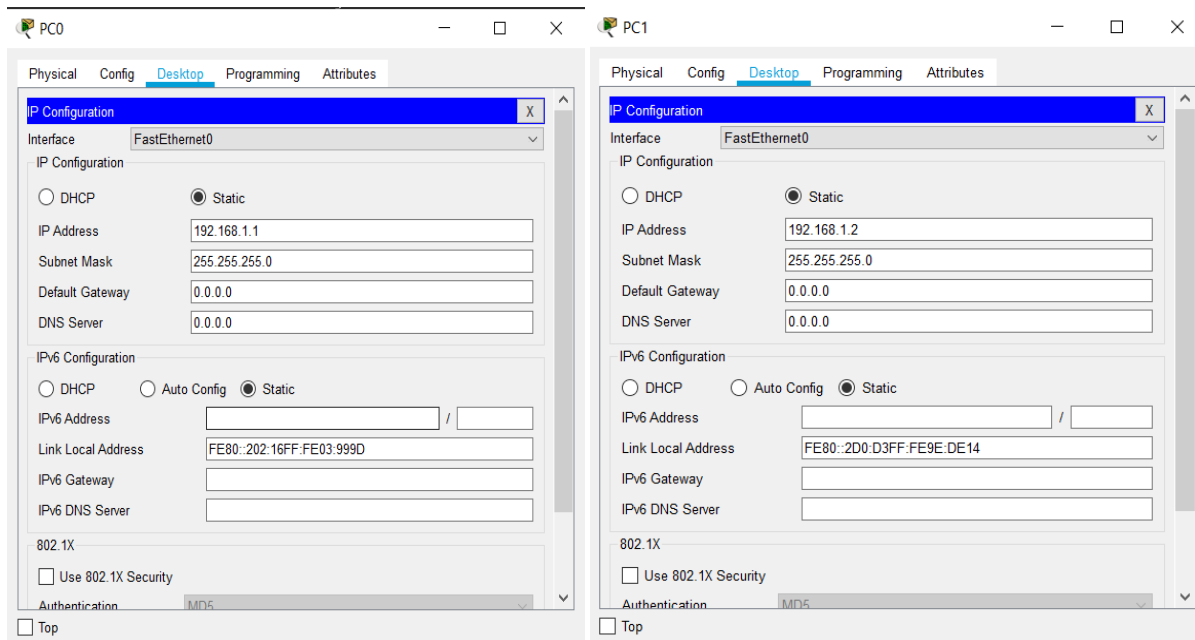 PC0
Physical Config Desktop Programming Attributes
IP Configuration X
Interface FastEthernet0
IP Configuration
DHCP Static
IP Address 192.168.1.1
Subnet Mask 255.255.255.0
Default Gateway 0.0.0.0
DNS Server 0.0.0.0
IPv6 Configuration
DHCP Auto Config Static
IPv6 Address /
Link Local Address FE80::202:16FF:FE03:999D
IPv6 Gateway
IPv6 DNS Server
802.1X
Use 802.1X Security
Authentication MD5
Top
PC1
Physical Config Desktop Programming Attributes
IP Configuration X
Interface FastEthernet0
IP Configuration
DHCP Static
IP Address 192.168.1.2
Subnet Mask 255.255.255.0
Default Gateway 0.0.0.0
DNS Server 0.0.0.0
IPv6 Configuration
DHCP Auto Config Static
IPv6 Address /
Link Local Address FE80::2D0:D3FF:FE9E:DE14
IPv6 Gateway
IPv6 DNS Server
802.1X
Use 802.1X Security
Authentication MD5
Top